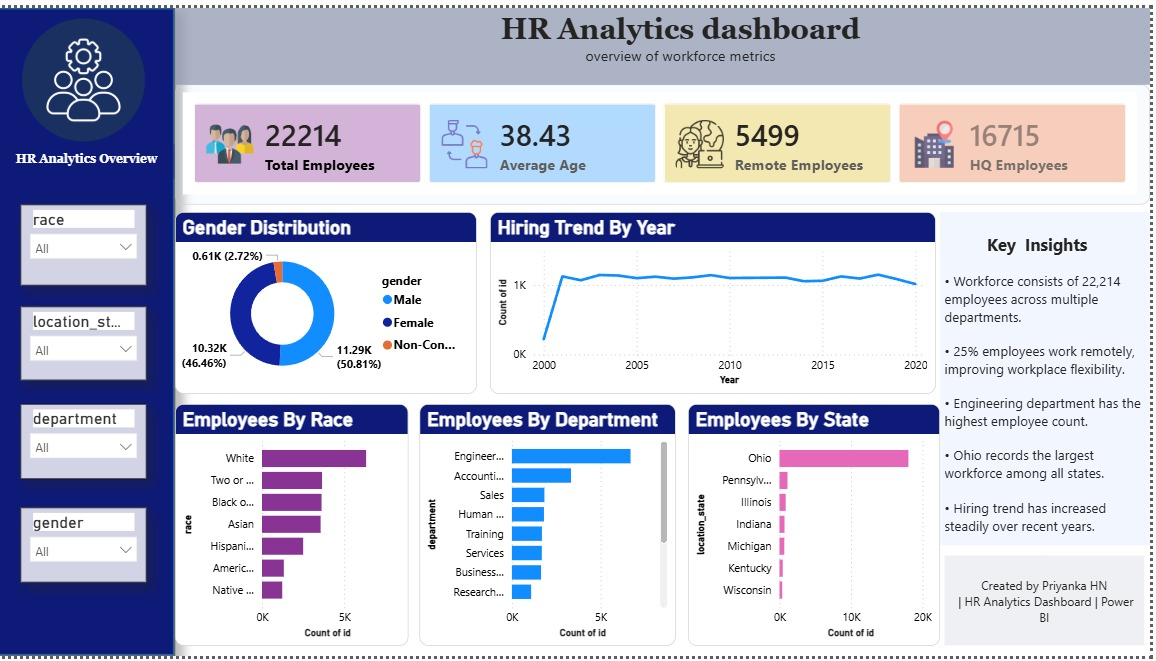 HR Analytics dashboard
overview of workforce metrics
HR Analytics Overview
race
All
location_st...
All
department
All
gender
All
22214
Total Employees
38.43
Average Age
5499
Remote Employees
16715
HQ Employees
Gender Distribution
0.61K (2.72%)
10.32K
(46.46%)
11.29K
(50.81%)
gender
Male
Female
Non-Con...
Hiring Trend By Year
Count of id
1K
0K
2000
2005
2010
2015
2020
Year
Key Insights
• Workforce consists of 22,214
employees across multiple
departments.
• 25% employees work remotely,
improving workplace flexibility.
• Engineering department has the
highest employee count.
• Ohio records the largest
workforce among all states.
• Hiring trend has increased
steadily over recent years.
Employees By Race
race
White
Two or ...
Black o...
Asian
Hispani...
Americ...
Native ...
0K
5K
Count of id
Employees By Department
department
Engineer...
Accounti...
Sales
Human ...
Training
Services
Business...
Research...
0K
5K
Count of id
Employees By State
location_state
Ohio
Pennsylv...
Illinois
Indiana
Michigan
Kentucky
Wisconsin
0K
10K
20K
Count of id
Created by Priyanka HN
| HR Analytics Dashboard | Power
BI